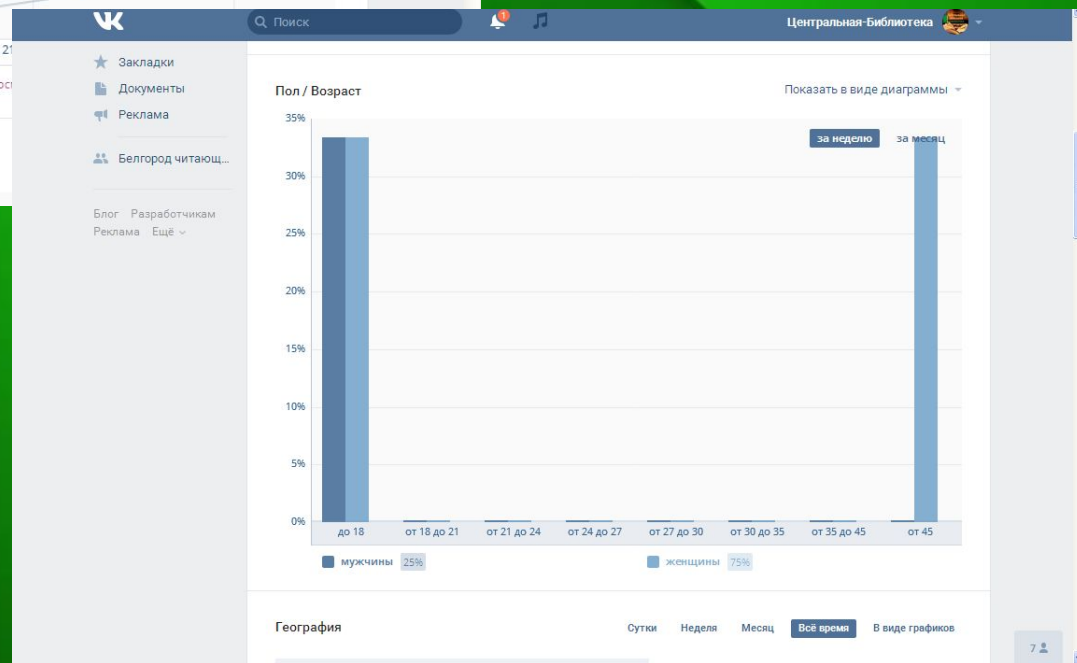 Поиск
1
Центральная-Библиотека
21
Закладки
Документы
Реклама
Белгород читающ...
Блог Разработчикам
Реклама Ещё
Пол / Возраст
Показать в виде диаграммы
за неделю за месяц
35%
30%
25%
20%
15%
10%
5%
0%
до 18 от 18 до 21 от 21 до 24 от 24 до 27 от 27 до 30 от 30 до 35 от 35 до 45 от 45
мужчины 25% женщины 75%
География
Сутки Неделя Месяц Всё время В виде графиков
7